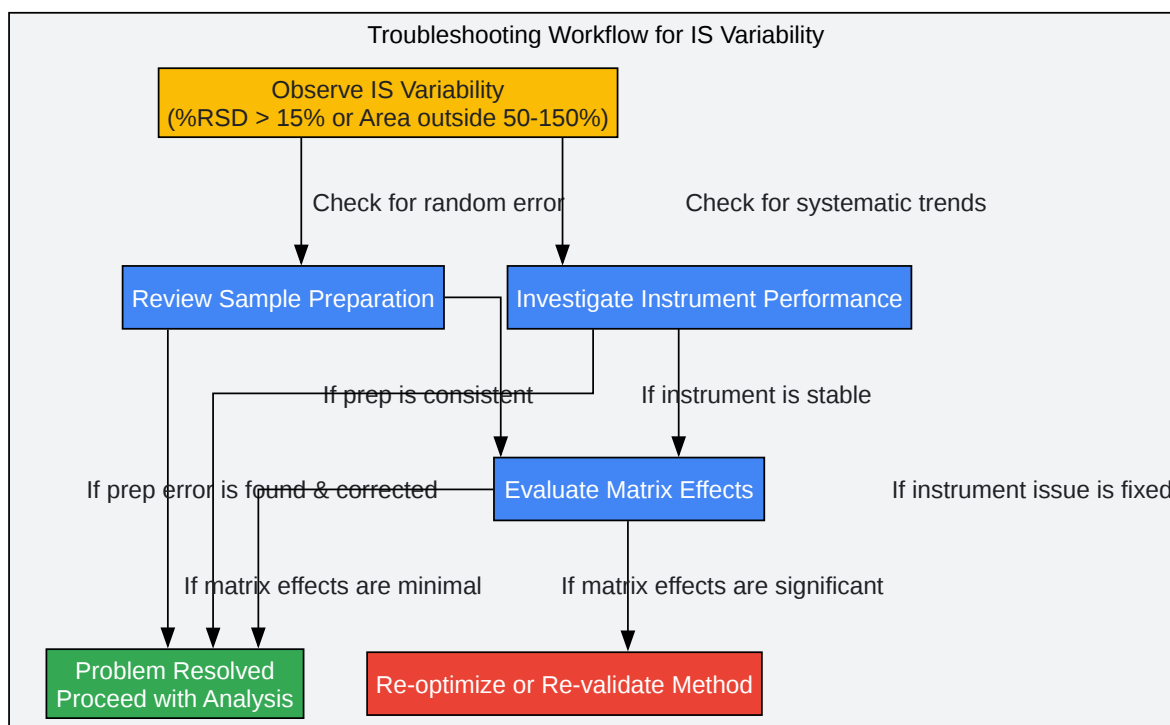 Troubleshooting Workflow for IS Variability
Observe IS Variability
(%RSD > 15% or Area outside 50-150%)
Check for random error
Check for systematic trends
Review Sample Preparation
Investigate Instrument Performance
If prep is consistent
If instrument is stable
If prep error is found & corrected
Evaluate Matrix Effects
If instrument issue is fixed
If matrix effects are minimal
If matrix effects are significant
Problem Resolved
Proceed with Analysis
Re-optimize or Re-validate Method